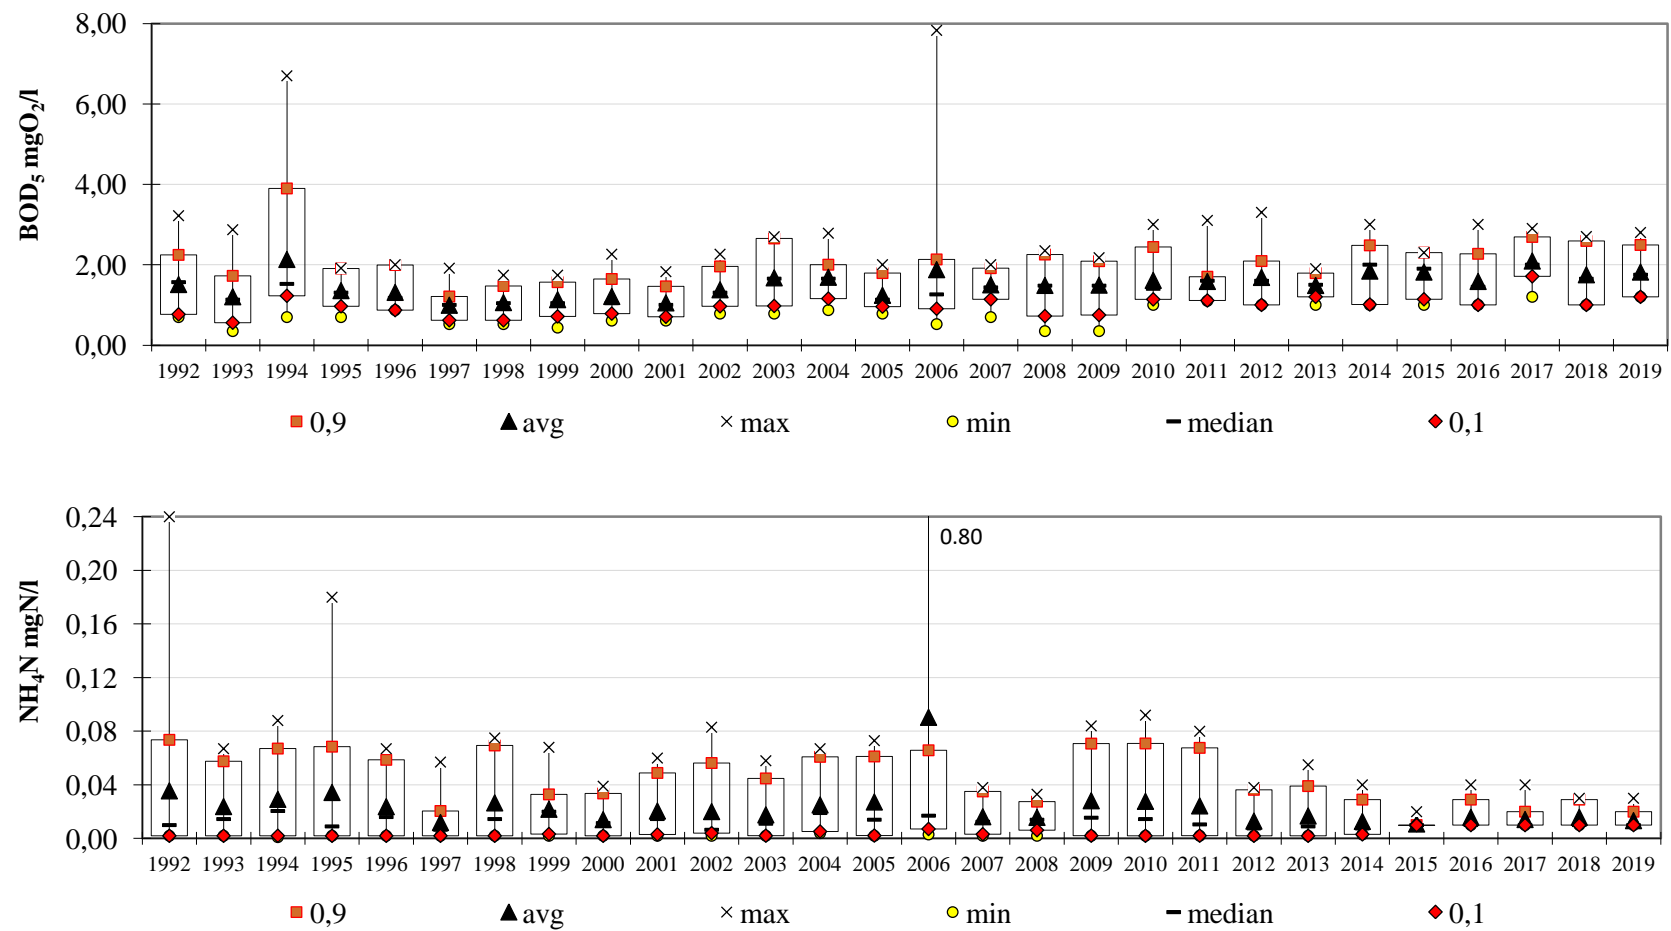 BOD₅ mgO₂/l
8,00
6,00
4,00
2,00
0,00
1992 1993 1994 1995 1996 1997 1998 1999 2000 2001 2002 2003 2004 2005 2006 2007 2008 2009 2010 2011 2012 2013 2014 2015 2016 2017 2018 2019
0,9 avg max min median 0,1
NH₄N mgN/l
0,24
0.80
0,20
0,16
0,12
0,08
0,04
0,00
1992 1993 1994 1995 1996 1997 1998 1999 2000 2001 2002 2003 2004 2005 2006 2007 2008 2009 2010 2011 2012 2013 2014 2015 2016 2017 2018 2019
0,9 avg max min median 0,1